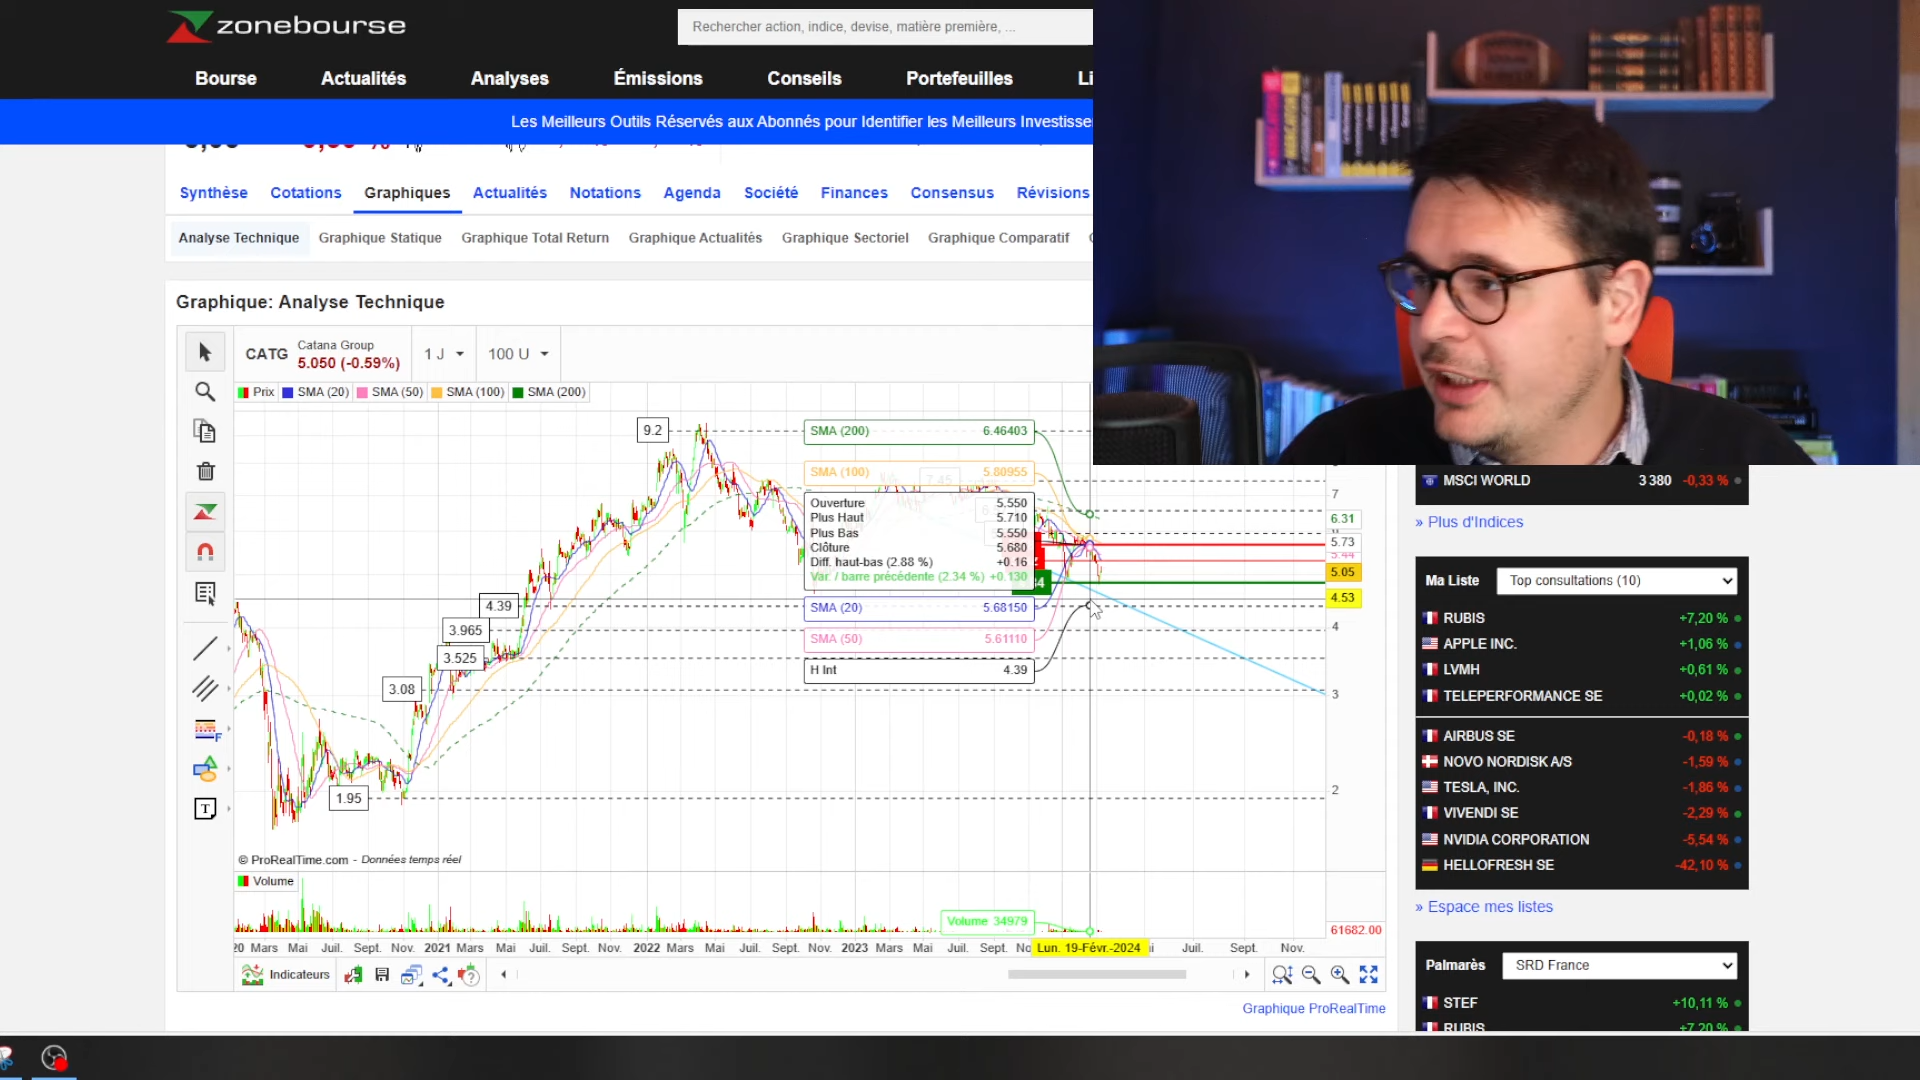 zonebourse
Rechercher action, indice, devise, matière première, ...
Bourse Actualités Analyses Émissions Conseils Portefeuilles Li
Les Meilleurs Outils Réservés aux Abonnés pour Identifier les Meilleurs Investisse
Synthèse Cotations Graphiques Actualités Notations Agenda Société Finances Consensus Révisions
Analyse Technique Graphique Statique Graphique Total Return Graphique Actualités Graphique Sectoriel Graphique Comparatif
Graphique: Analyse Technique
CATG Catana Group 1 J 100 U
5.050 (-0.59%)
Prix SMA (20) SMA (50) SMA (100) SMA (200)
9.2
SMA (200) 6.46403
SMA (100) 5.80955
7.45
Ouverture 5.550
Plus Haut 5.710
Plus Bas 5.550
Clôture 5.680
Diff. haut-bas (2.88 %) +0.16
Var. / barre précédente (2.34 %) +0.130
SMA (20) 5.68150
SMA (50) 5.61110
H Int 4.39
4.39
3.965
3.525
3.08
1.95
7
6.31
5.73
5.44
5.05
4.53
4
3
2
© ProRealTime.com - Données temps réel
Volume
Volume 34979
61682.00
20 Mars Mai Juil. Sept. Nov. 2021 Mars Mai Juil. Sept. Nov. 2022 Mars Mai Juil. Sept. Nov. 2023 Mars Mai Juil. Sept. No Lun. 19-Févr.-2024 Juil. Sept. Nov.
Indicateurs
Graphique ProRealTime
MSCI WORLD 3 380 -0,33 %
» Plus d'Indices
Ma Liste Top consultations (10)
RUBIS +7,20 %
APPLE INC. +1,06 %
LVMH +0,61 %
TELEPERFORMANCE SE +0,02 %
AIRBUS SE -0,18 %
NOVO NORDISK A/S -1,59 %
TESLA, INC. -1,86 %
VIVENDI SE -2,29 %
NVIDIA CORPORATION -5,54 %
HELLOFRESH SE -42,10 %
» Espace mes listes
Palmarès SRD France
STEF +10,11 %
RUBIS +7,20 %